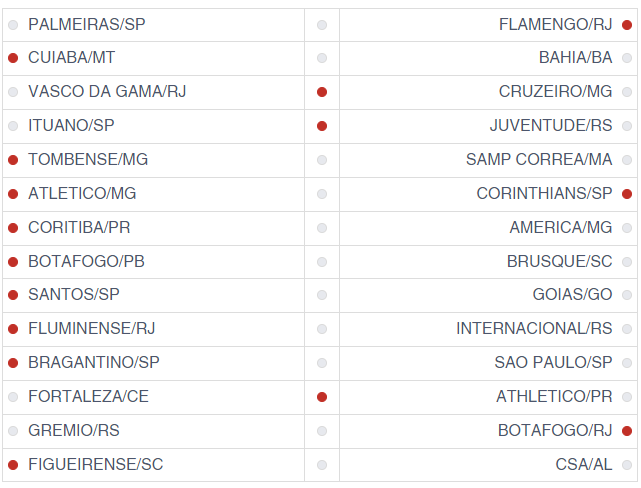 PALMEIRAS/SP FLAMENGO/RJ
CUIABA/MT BAHIA/BA
VASCO DA GAMA/RJ CRUZEIRO/MG
ITUANO/SP JUVENTUDE/RS
TOMBENSE/MG SAMP CORREA/MA
ATLETICO/MG CORINTHIANS/SP
CORITIBA/PR AMERICA/MG
BOTAFOGO/PB BRUSQUE/SC
SANTOS/SP GOIAS/GO
FLUMINENSE/RJ INTERNACIONAL/RS
BRAGANTINO/SP SAO PAULO/SP
FORTALEZA/CE ATHLETICO/PR
GREMIO/RS BOTAFOGO/RJ
FIGUEIRENSE/SC CSA/AL